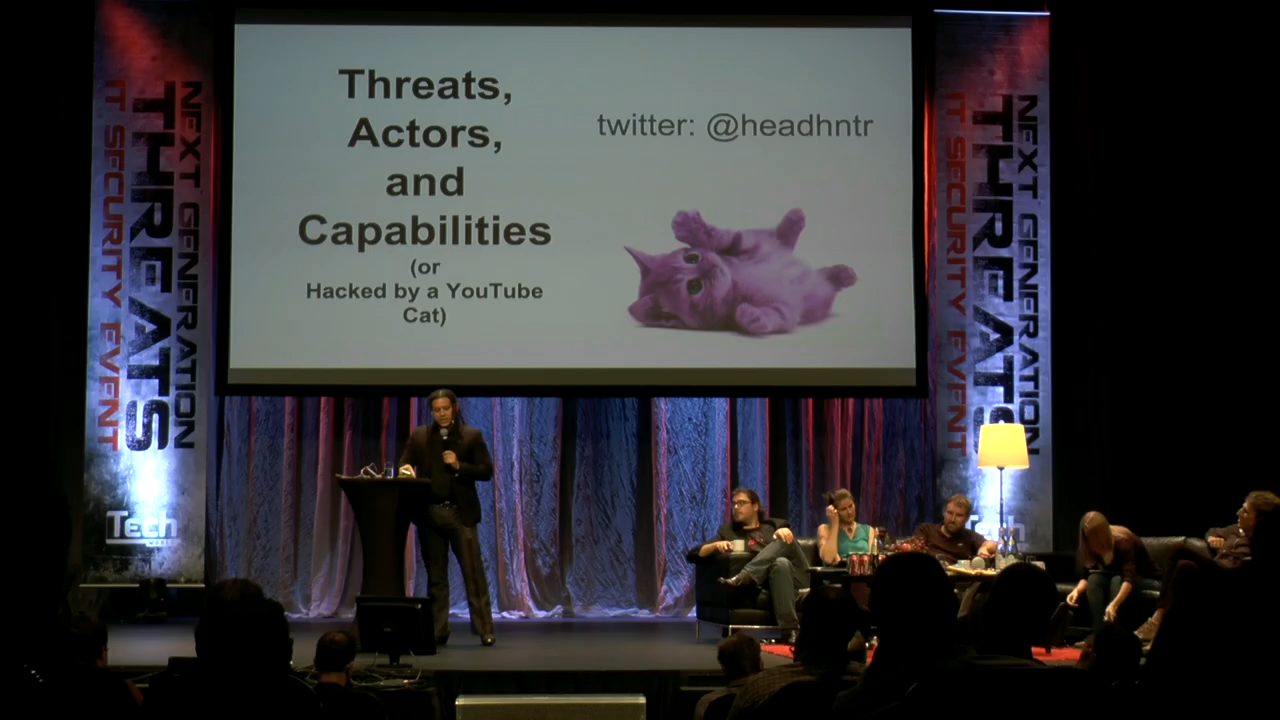 Threats,
Actors,
and
Capabilities
(or
Hacked by a YouTube
Cat)
twitter: @headhntr
NEXT GENERATION
THREATS
IT SECURITY EVENT
Tech
NEXT GENERATION
THREATS
IT SECURITY EVENT
Tech